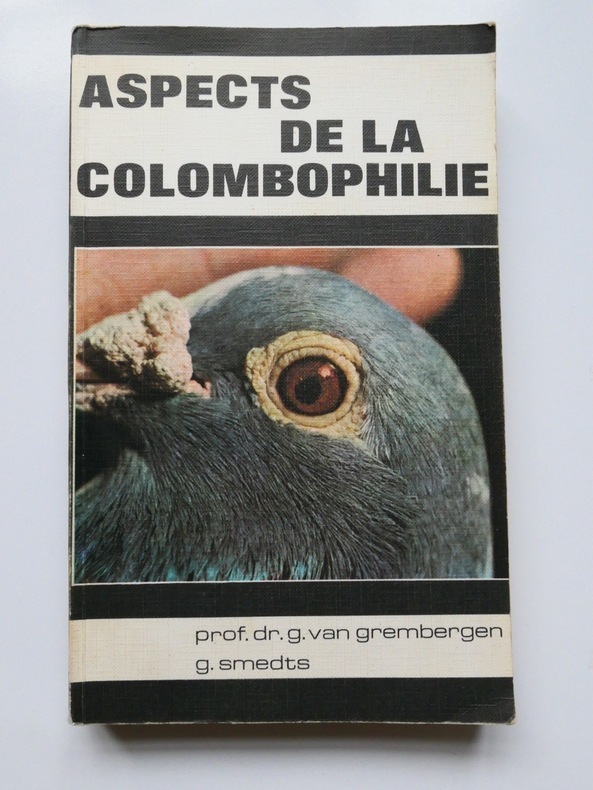 ASPECTS
DE LA
COLOMBOPHILIE
prof. dr. g. van grembergen
g. smedts